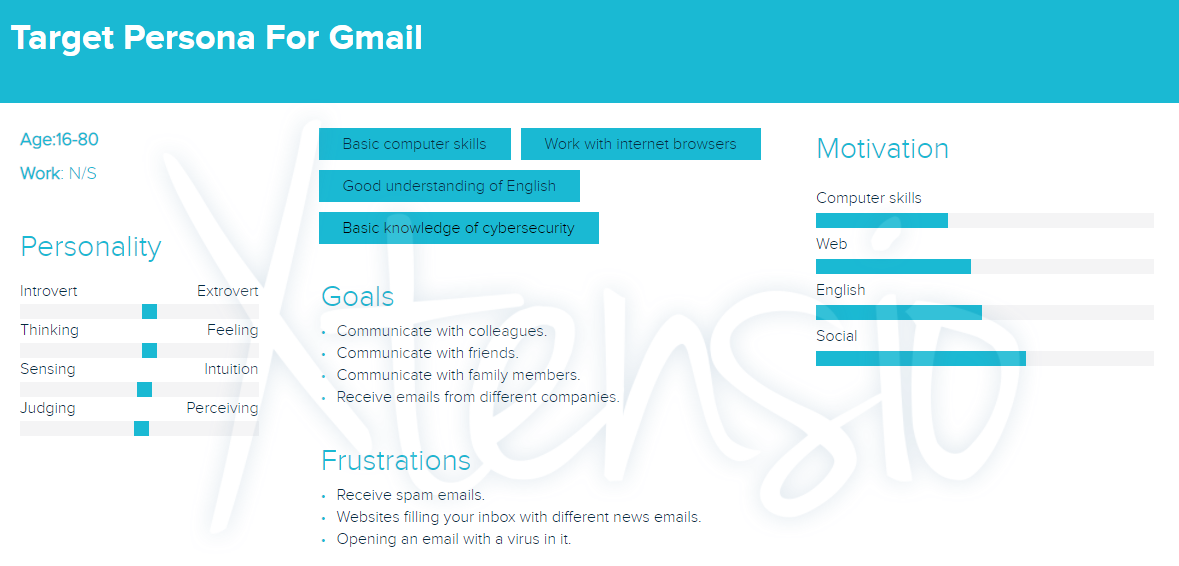 Target Persona For Gmail
Age:16-80
Work: N/S
Personality
Introvert Extrovert
Thinking Feeling
Sensing Intuition
Judging Perceiving
Basic computer skills Work with internet browsers
Good understanding of English
Basic knowledge of cybersecurity
Goals
• Communicate with colleagues.
• Communicate with friends.
• Communicate with family members.
• Receive emails from different companies.
Frustrations
• Receive spam emails.
• Websites filling your inbox with different news emails.
• Opening an email with a virus in it.
Motivation
Computer skills
Web
English
Social
Xtensio